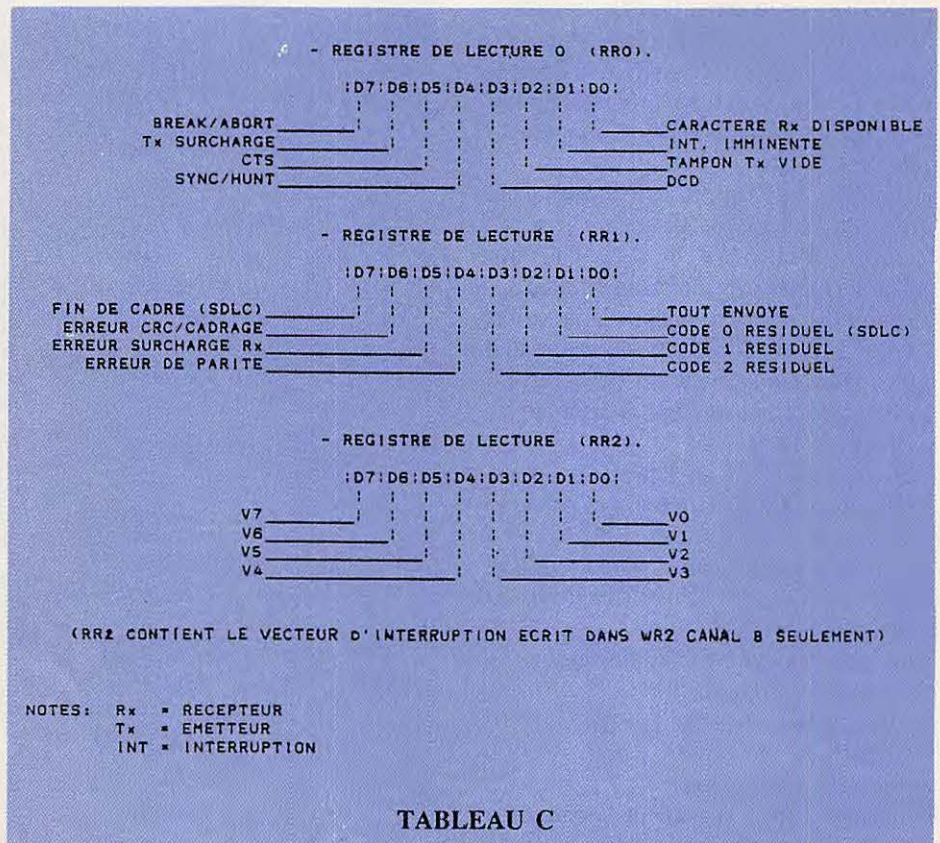 - REGISTRE DE LECTURE 0 (RR0).
:D7:D6:D5:D4:D3:D2:D1:D0:
BREAK/ABORT CARACTERE Rx DISPONIBLE
Tx SURCHARGE INT. IMMINENTE
CTS TAMPON Tx VIDE
SYNC/HUNT DCD
- REGISTRE DE LECTURE (RR1).
:D7:D6:D5:D4:D3:D2:D1:D0:
FIN DE CADRE (SDLC) TOUT ENVOYE
ERREUR CRC/CADRAGE CODE 0 RESIDUEL (SDLC)
ERREUR SURCHARGE Rx CODE 1 RESIDUEL
ERREUR DE PARITE CODE 2 RESIDUEL
- REGISTRE DE LECTURE (RR2).
:D7:D6:D5:D4:D3:D2:D1:D0:
V7 V0
V6 V1
V5 V2
V4 V3
(RR2 CONTIENT LE VECTEUR D'INTERRUPTION ECRIT DANS WR2 CANAL B SEULEMENT)
NOTES: Rx = RECEPTEUR
Tx = EMETTEUR
INT = INTERRUPTION
TABLEAU C